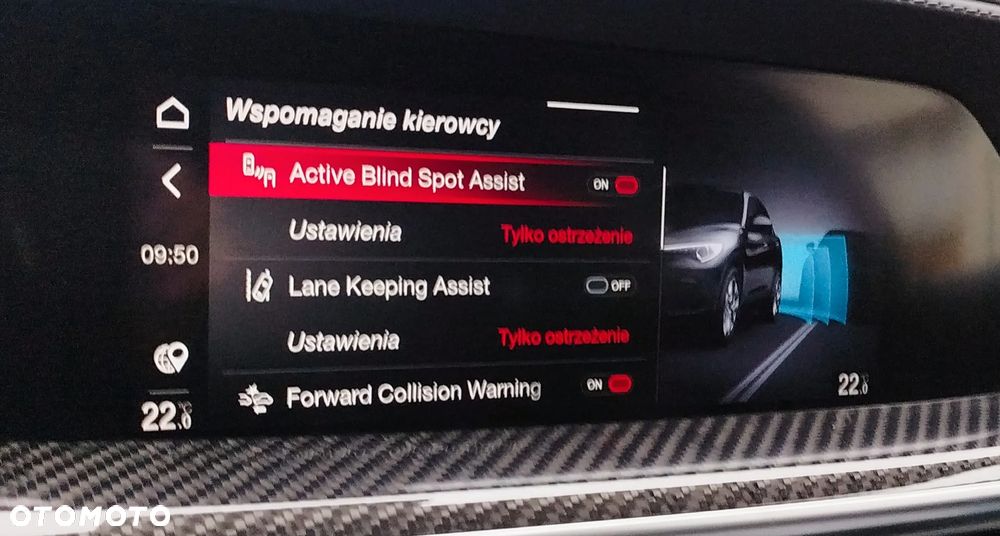 Wspomaganie kierowcy
Active Blind Spot Assist ON
Ustawienia Tylko ostrzeżenie
09:50
Lane Keeping Assist OFF
Ustawienia Tylko ostrzeżenie
Forward Collision Warning ON
22.0°C
22.0
OTOMOTO